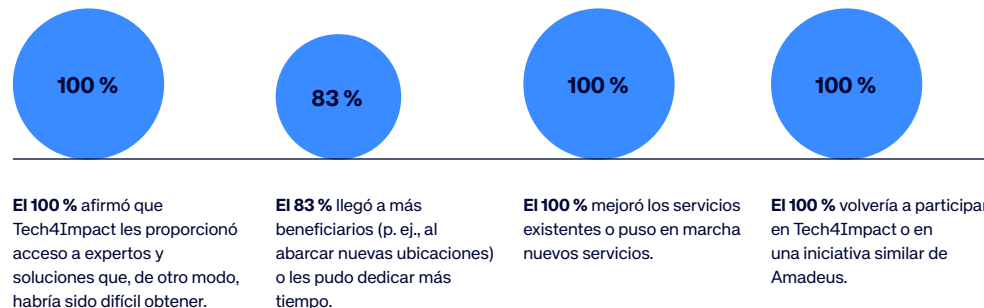 100 %
83 %
100 %
100 %
El 100 % afirmó que
Tech4Impact les proporcionó
acceso a expertos y
soluciones que, de otro modo,
habría sido difícil obtener.
El 83 % llegó a más
beneficiarios (p. ej., al
abarcar nuevas ubicaciones)
o les pudo dedicar más
tiempo.
El 100 % mejoró los servicios
existentes o puso en marcha
nuevos servicios.
El 100 % volvería a participar
en Tech4Impact o en
una iniciativa similar de
Amadeus.